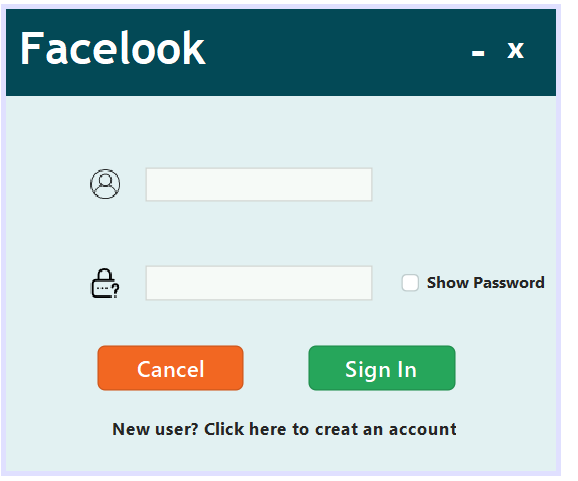 Facelook
- x
Show Password
Cancel Sign In
New user? Click here to creat an account